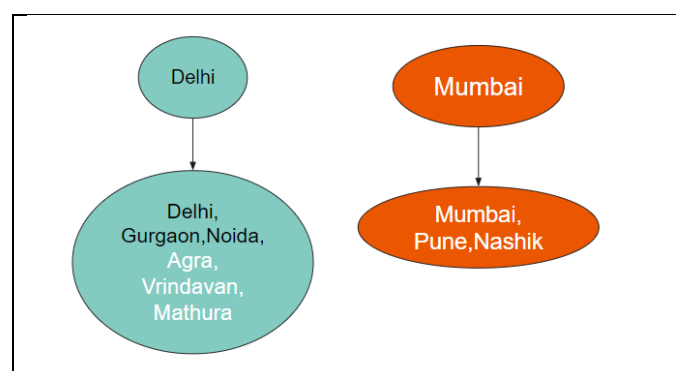 Delhi
Delhi,
Gurgaon,Noida,
Agra,
Vrindavan,
Mathura
Mumbai
Mumbai,
Pune,Nashik